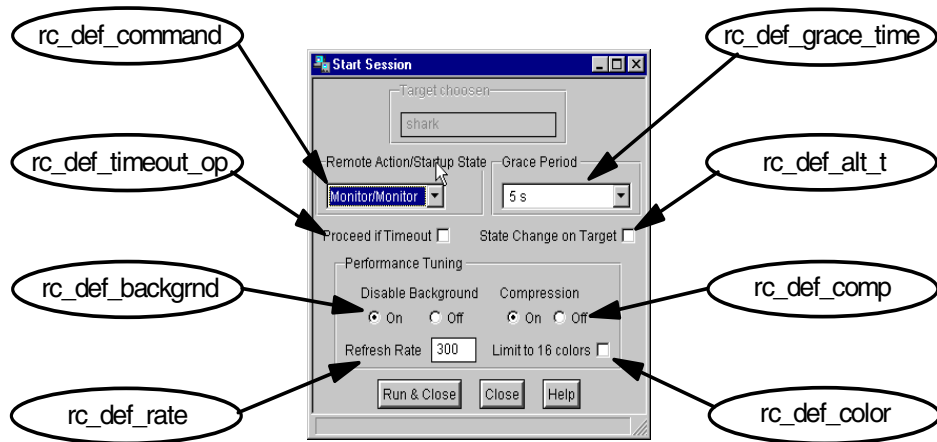 rc_def_command
rc_def_grace_time
Start Session
Target choosen
shark
rc_def_timeout_op
rc_def_alt_t
Remote Action/Startup State
Grace Period
Monitor/Monitor
5 s
Proceed if Timeout
State Change on Target
Performance Tuning
rc_def_backgrnd
rc_def_comp
Disable Background
Compression
On Off
On Off
Refresh Rate 300
Limit to 16 colors
Run & Close
Close
Help
rc_def_rate
rc_def_color